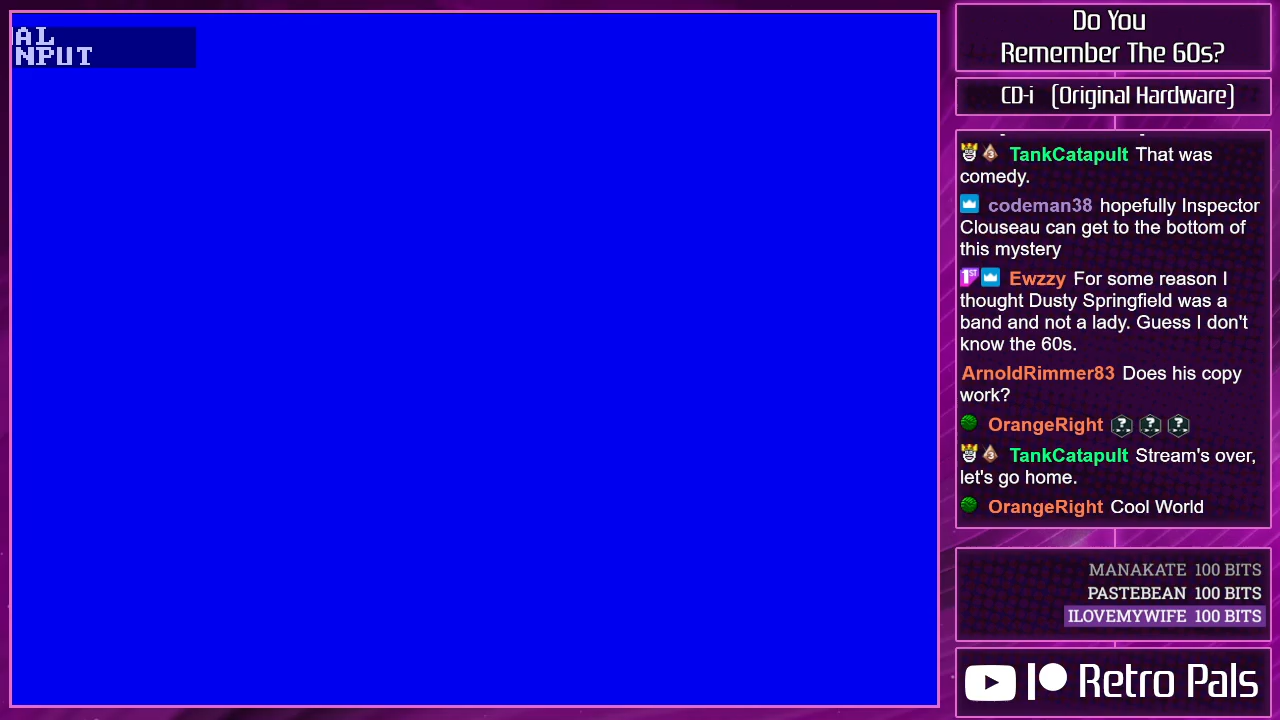 AL
NPUT
Do You
Remember The 60s?
CD-i (Original Hardware)
TankCatapult That was
comedy.
codeman38 hopefully Inspector
Clouseau can get to the bottom of
this mystery
1ST Ewzzy For some reason I
thought Dusty Springfield was a
band and not a lady. Guess I don't
know the 60s.
ArnoldRimmer83 Does his copy
work?
OrangeRight ? ? ?
TankCatapult Stream's over,
let's go home.
OrangeRight Cool World
MANAKATE 100 BITS
PASTEBEAN 100 BITS
ILOVEMYWIFE 100 BITS
Retro Pals